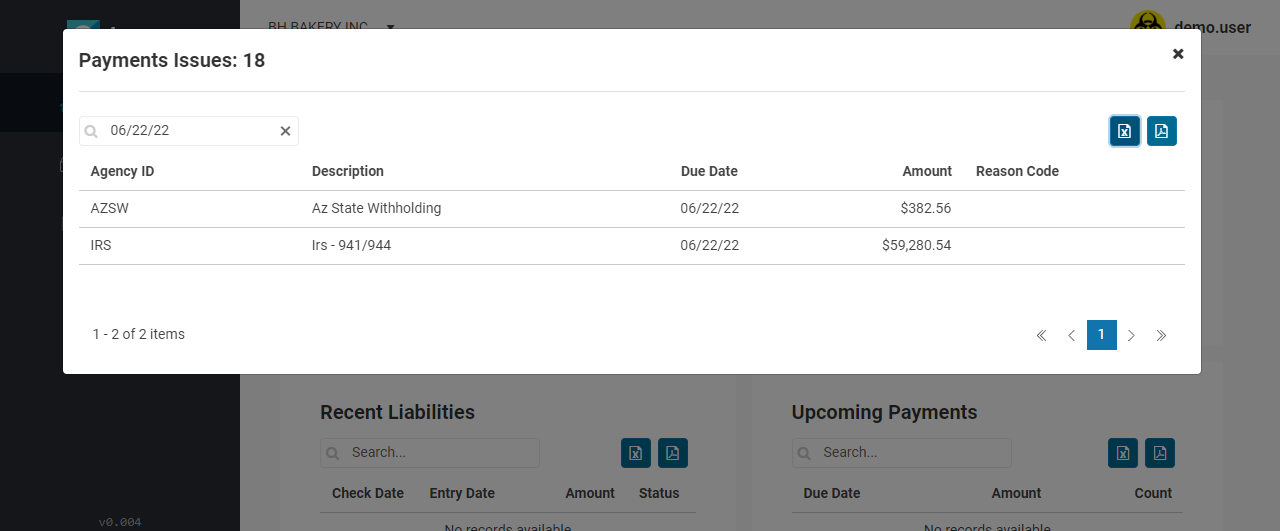 BH BAKERY INC
demo.user
Payments Issues: 18
06/22/22
Agency ID Description Due Date Amount Reason Code
AZSW Az State Withholding 06/22/22 $382.56
IRS Irs - 941/944 06/22/22 $59,280.54
1 - 2 of 2 items
1
Recent Liabilities
Search...
Check Date Entry Date Amount Status
No records available
Upcoming Payments
Search...
Due Date Amount Count
No records available
v0.004